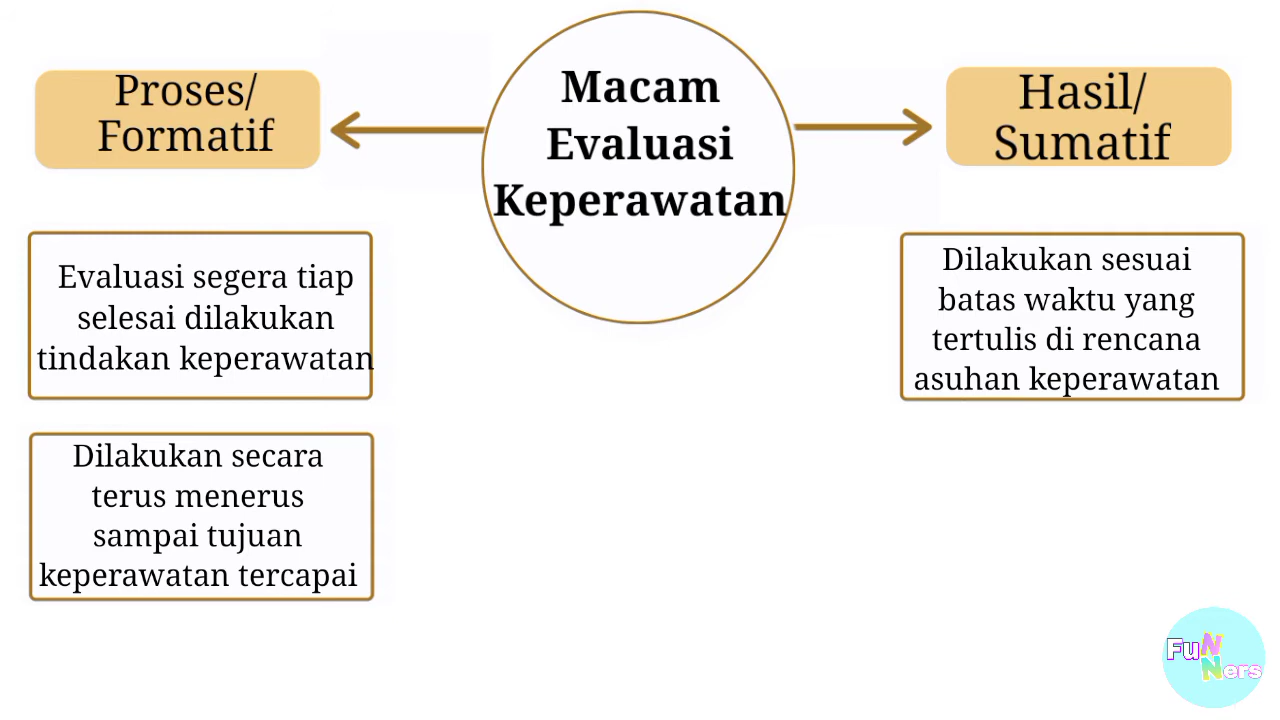 Macam
Evaluasi
Keperawatan
Proses/
Formatif
Evaluasi segera tiap
selesai dilakukan
tindakan keperawatan
Dilakukan secara
terus menerus
sampai tujuan
keperawatan tercapai
Hasil/
Sumatif
Dilakukan sesuai
batas waktu yang
tertulis di rencana
asuhan keperawatan
FuN
Ners